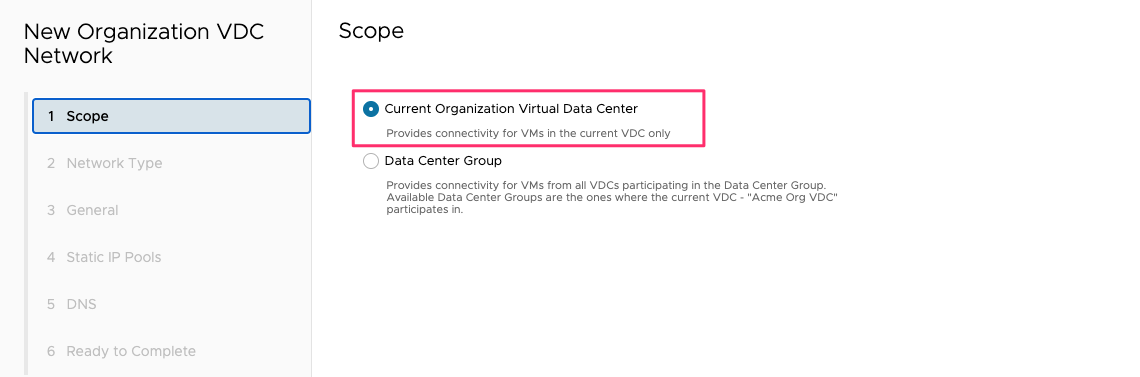 New Organization VDC
Network
1 Scope
2 Network Type
3 General
4 Static IP Pools
5 DNS
6 Ready to Complete
Scope
Current Organization Virtual Data Center
Provides connectivity for VMs in the current VDC only
Data Center Group
Provides connectivity for VMs from all VDCs participating in the Data Center Group.
Available Data Center Groups are the ones where the current VDC - "Acme Org VDC"
participates in.